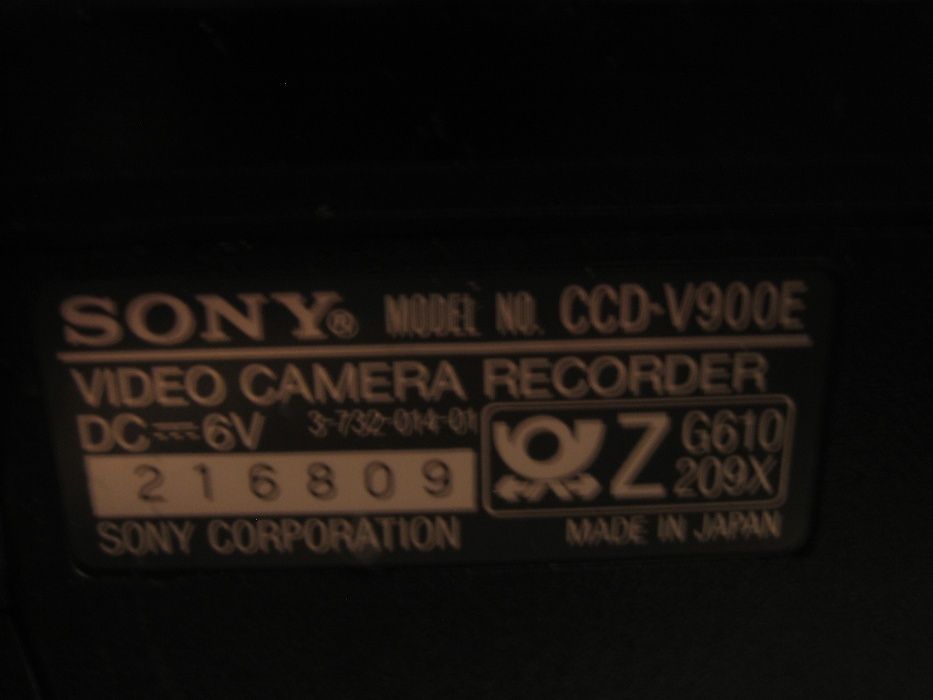 SONY® MODEL NO. CCD-V900E
VIDEO CAMERA RECORDER
DC 6V 3-732-014-01
216809
Z G610
209X
SONY CORPORATION MADE IN JAPAN